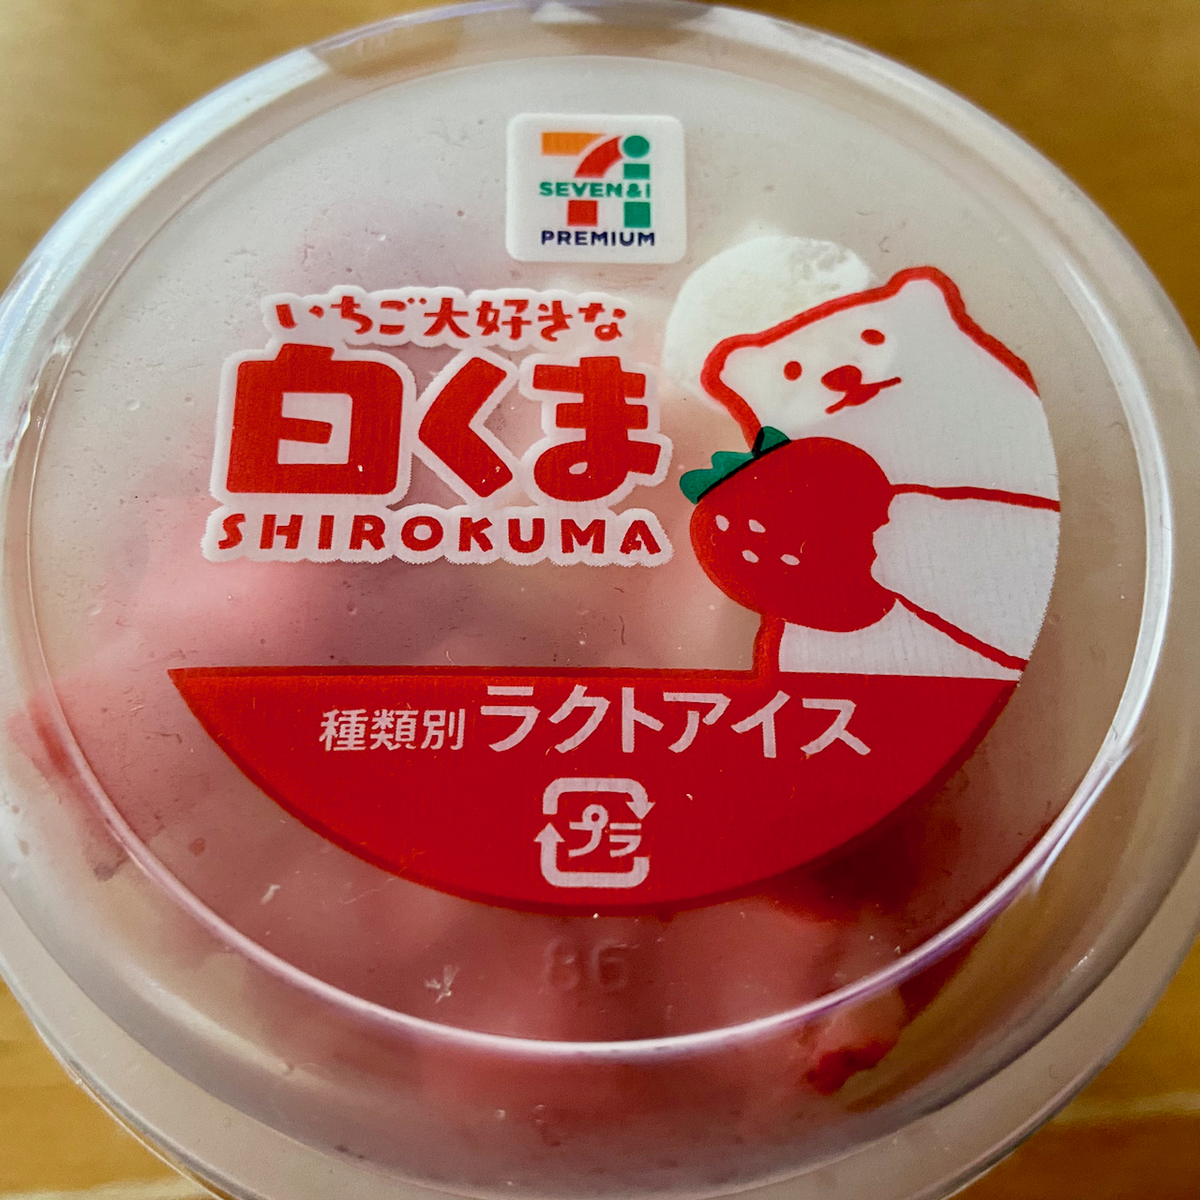 SEVEN&i
PREMIUM
いちご大好きな
白くま
SHIROKUMA
種類別 ラクトアイス
プラ
86